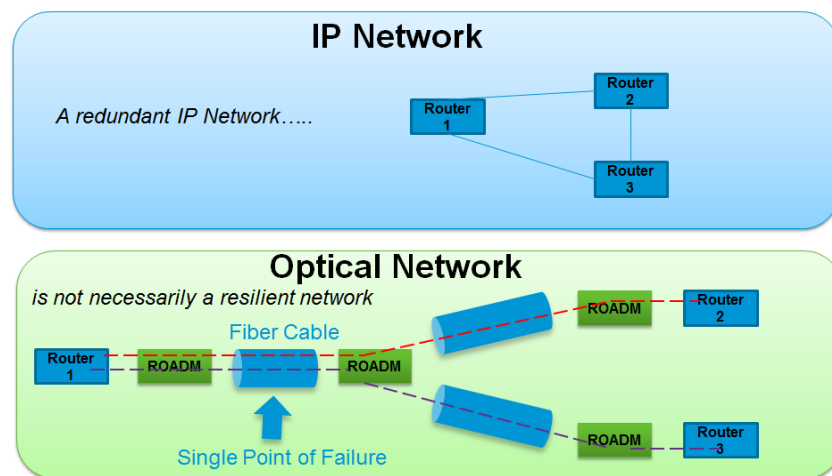 IP Network
A redundant IP Network.....
Router
1
Router
2
Router
3
Optical Network
is not necessarily a resilient network
Fiber Cable
Router
1
ROADM
ROADM
ROADM
Router
2
ROADM
Router
3
Single Point of Failure